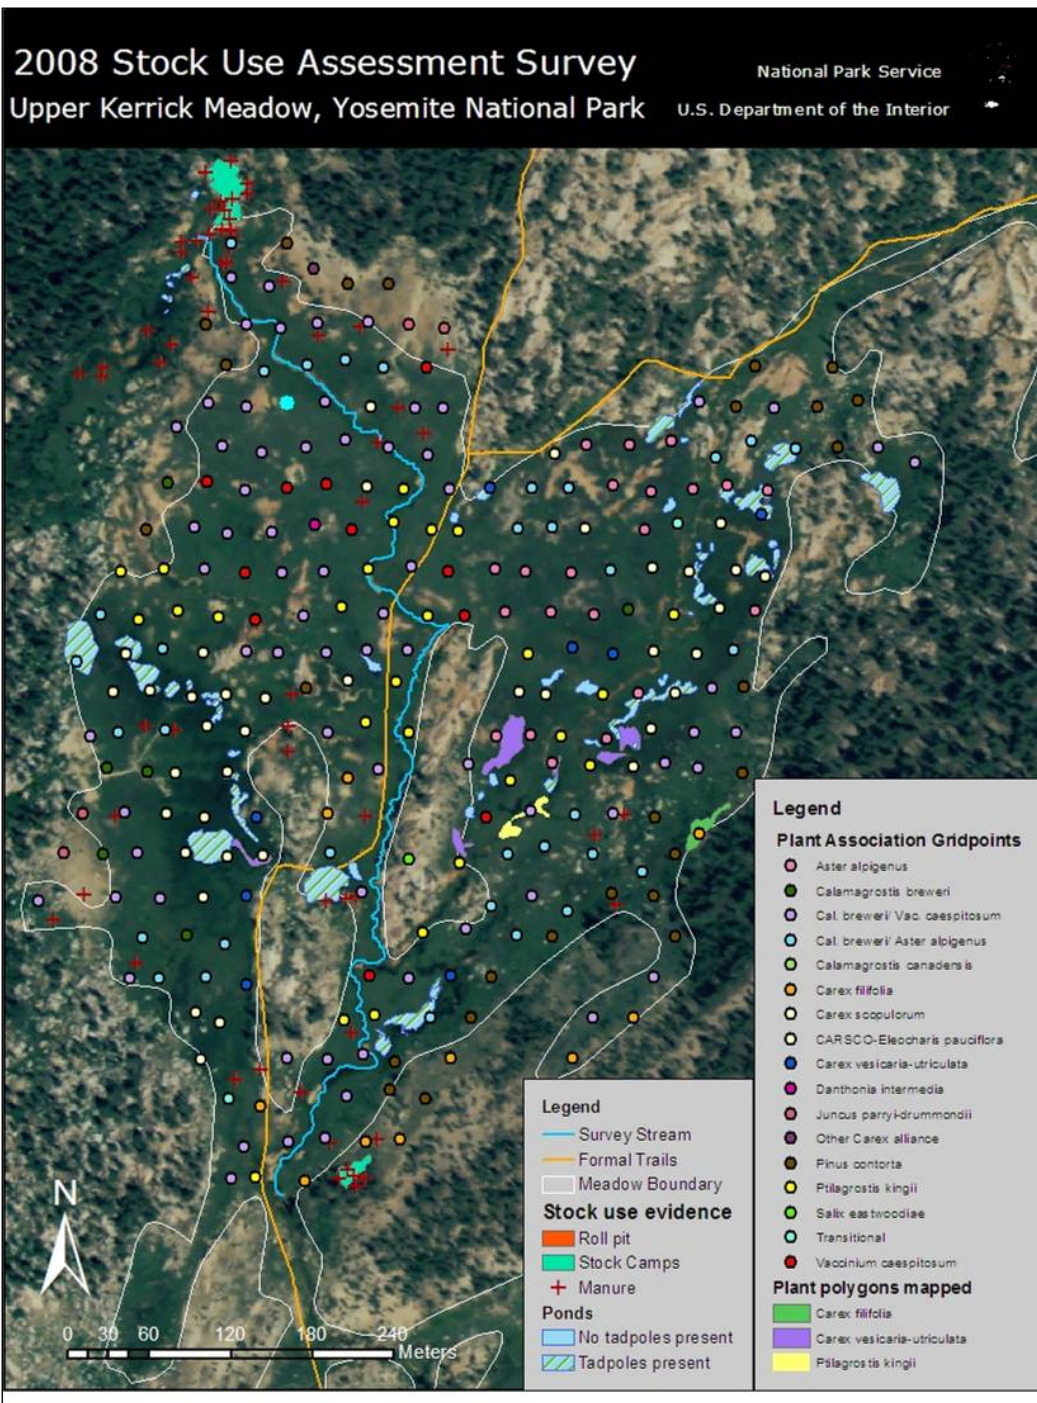 2008 Stock Use Assessment Survey
Upper Kerrick Meadow, Yosemite National Park
National Park Service
U.S. Department of the Interior
Legend
Plant Association Gridpoints
Aster alpigenus
Calamagrostis breweri
Cal. breweri/ Vac. caespitosum
Cal. breweri/ Aster alpigenus
Calamagrostis canadensis
Carex filifolia
Carex scopulorum
CARSCO-Eleocharis pauciflora
Carex vesicaria-utriculata
Danthonia intermedia
Juncus parryi-drummondii
Other Carex alliance
Pinus contorta
Ptilagrostis kingii
Salix eastwoodiae
Transitional
Vaccinium caespitosum
Plant polygons mapped
Carex filifolia
Carex vesicaria-utriculata
Ptilagrostis kingii
Legend
Survey Stream
Formal Trails
Meadow Boundary
Stock use evidence
Roll pit
Stock Camps
Manure
Ponds
No tadpoles present
Tadpoles present
N
0 30 60 120 180 240
Meters